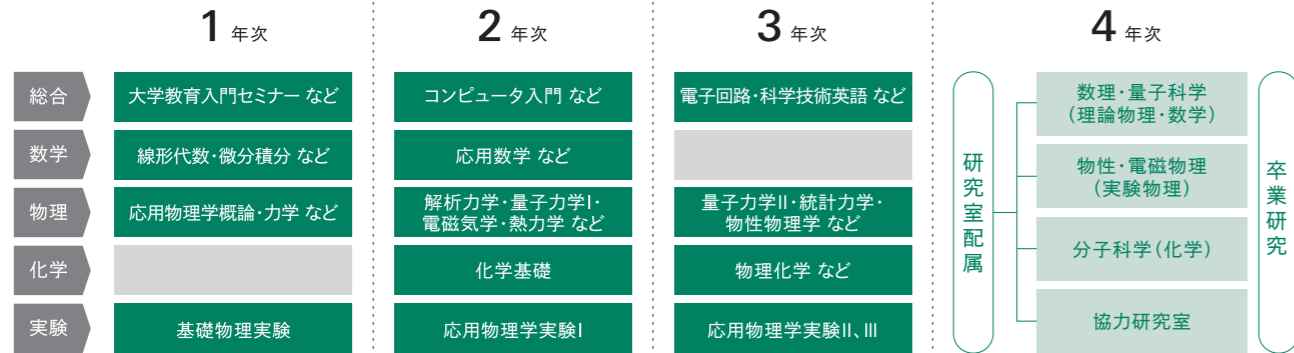 1 年次
2 年次
3 年次
4 年次
総合
大学教育入門セミナー など
コンピュータ入門 など
電子回路・科学技術英語 など
数学
線形代数・微分積分 など
応用数学 など
物理
応用物理学概論・力学 など
解析力学・量子力学I・
電磁気学・熱力学 など
量子力学II・統計力学・
物性物理学 など
化学
化学基礎
物理化学 など
実験
基礎物理実験
応用物理学実験I
応用物理学実験II、III
研究室配属
数理・量子科学
(理論物理・数学)
物性・電磁物理
(実験物理)
分子科学(化学)
協力研究室
卒業研究